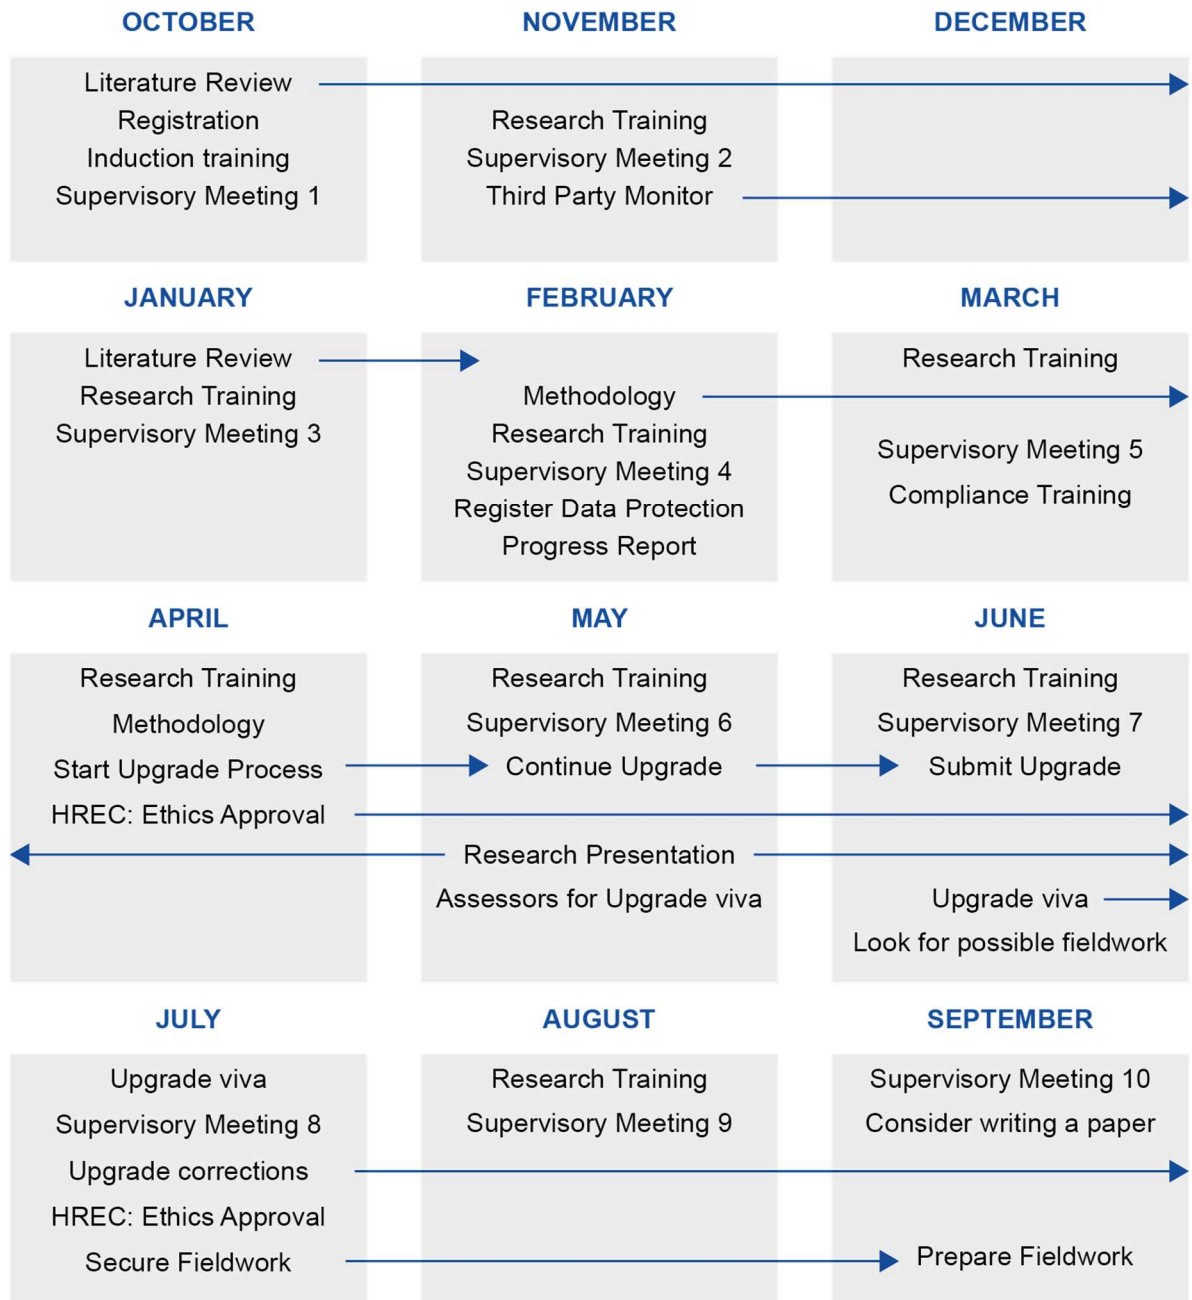 OCTOBER
Literature Review
Registration
Induction training
Supervisory Meeting 1
NOVEMBER
Research Training
Supervisory Meeting 2
Third Party Monitor
DECEMBER
JANUARY
Literature Review
Research Training
Supervisory Meeting 3
FEBRUARY
Methodology
Research Training
Supervisory Meeting 4
Register Data Protection
Progress Report
MARCH
Research Training
Supervisory Meeting 5
Compliance Training
APRIL
Research Training
Methodology
Start Upgrade Process
HREC: Ethics Approval
MAY
Research Training
Supervisory Meeting 6
Continue Upgrade
Research Presentation
Assessors for Upgrade viva
JUNE
Research Training
Supervisory Meeting 7
Submit Upgrade
Upgrade viva
Look for possible fieldwork
JULY
Upgrade viva
Supervisory Meeting 8
Upgrade corrections
HREC: Ethics Approval
Secure Fieldwork
AUGUST
Research Training
Supervisory Meeting 9
SEPTEMBER
Supervisory Meeting 10
Consider writing a paper
Prepare Fieldwork